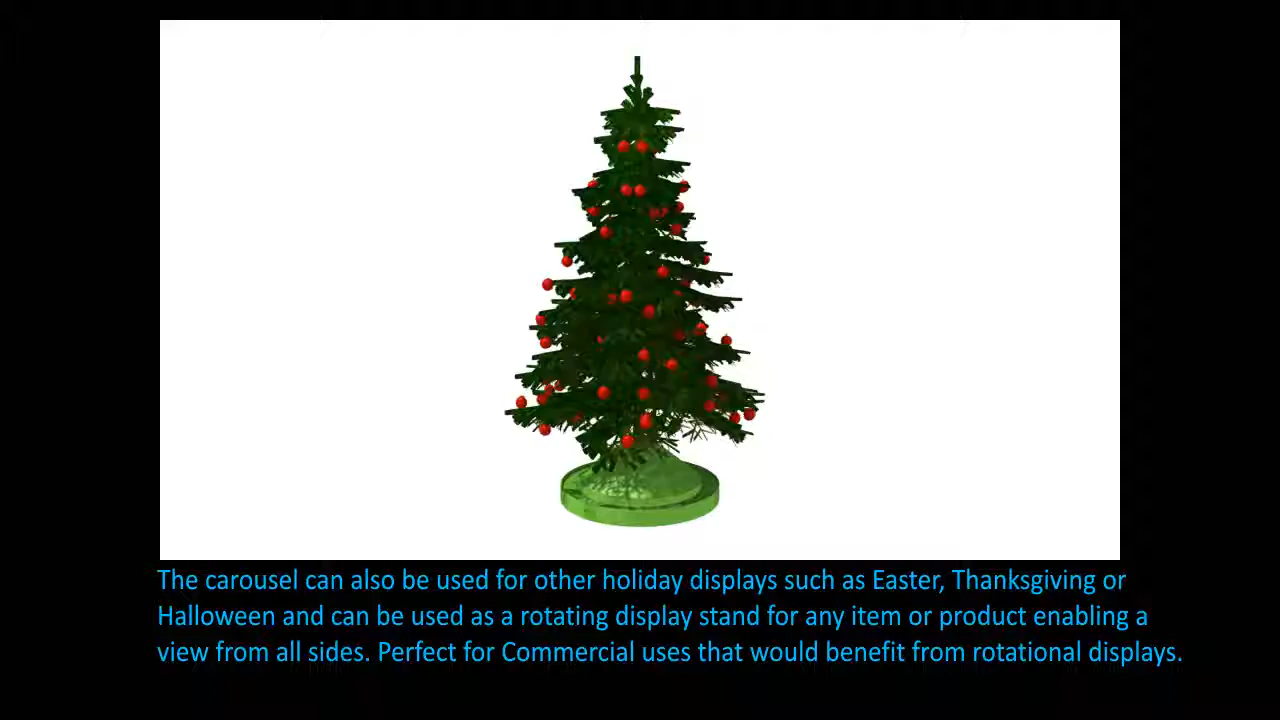 The carousel can also be used for other holiday displays such as Easter, Thanksgiving or
Halloween and can be used as a rotating display stand for any item or product enabling a
view from all sides. Perfect for Commercial uses that would benefit from rotational displays.